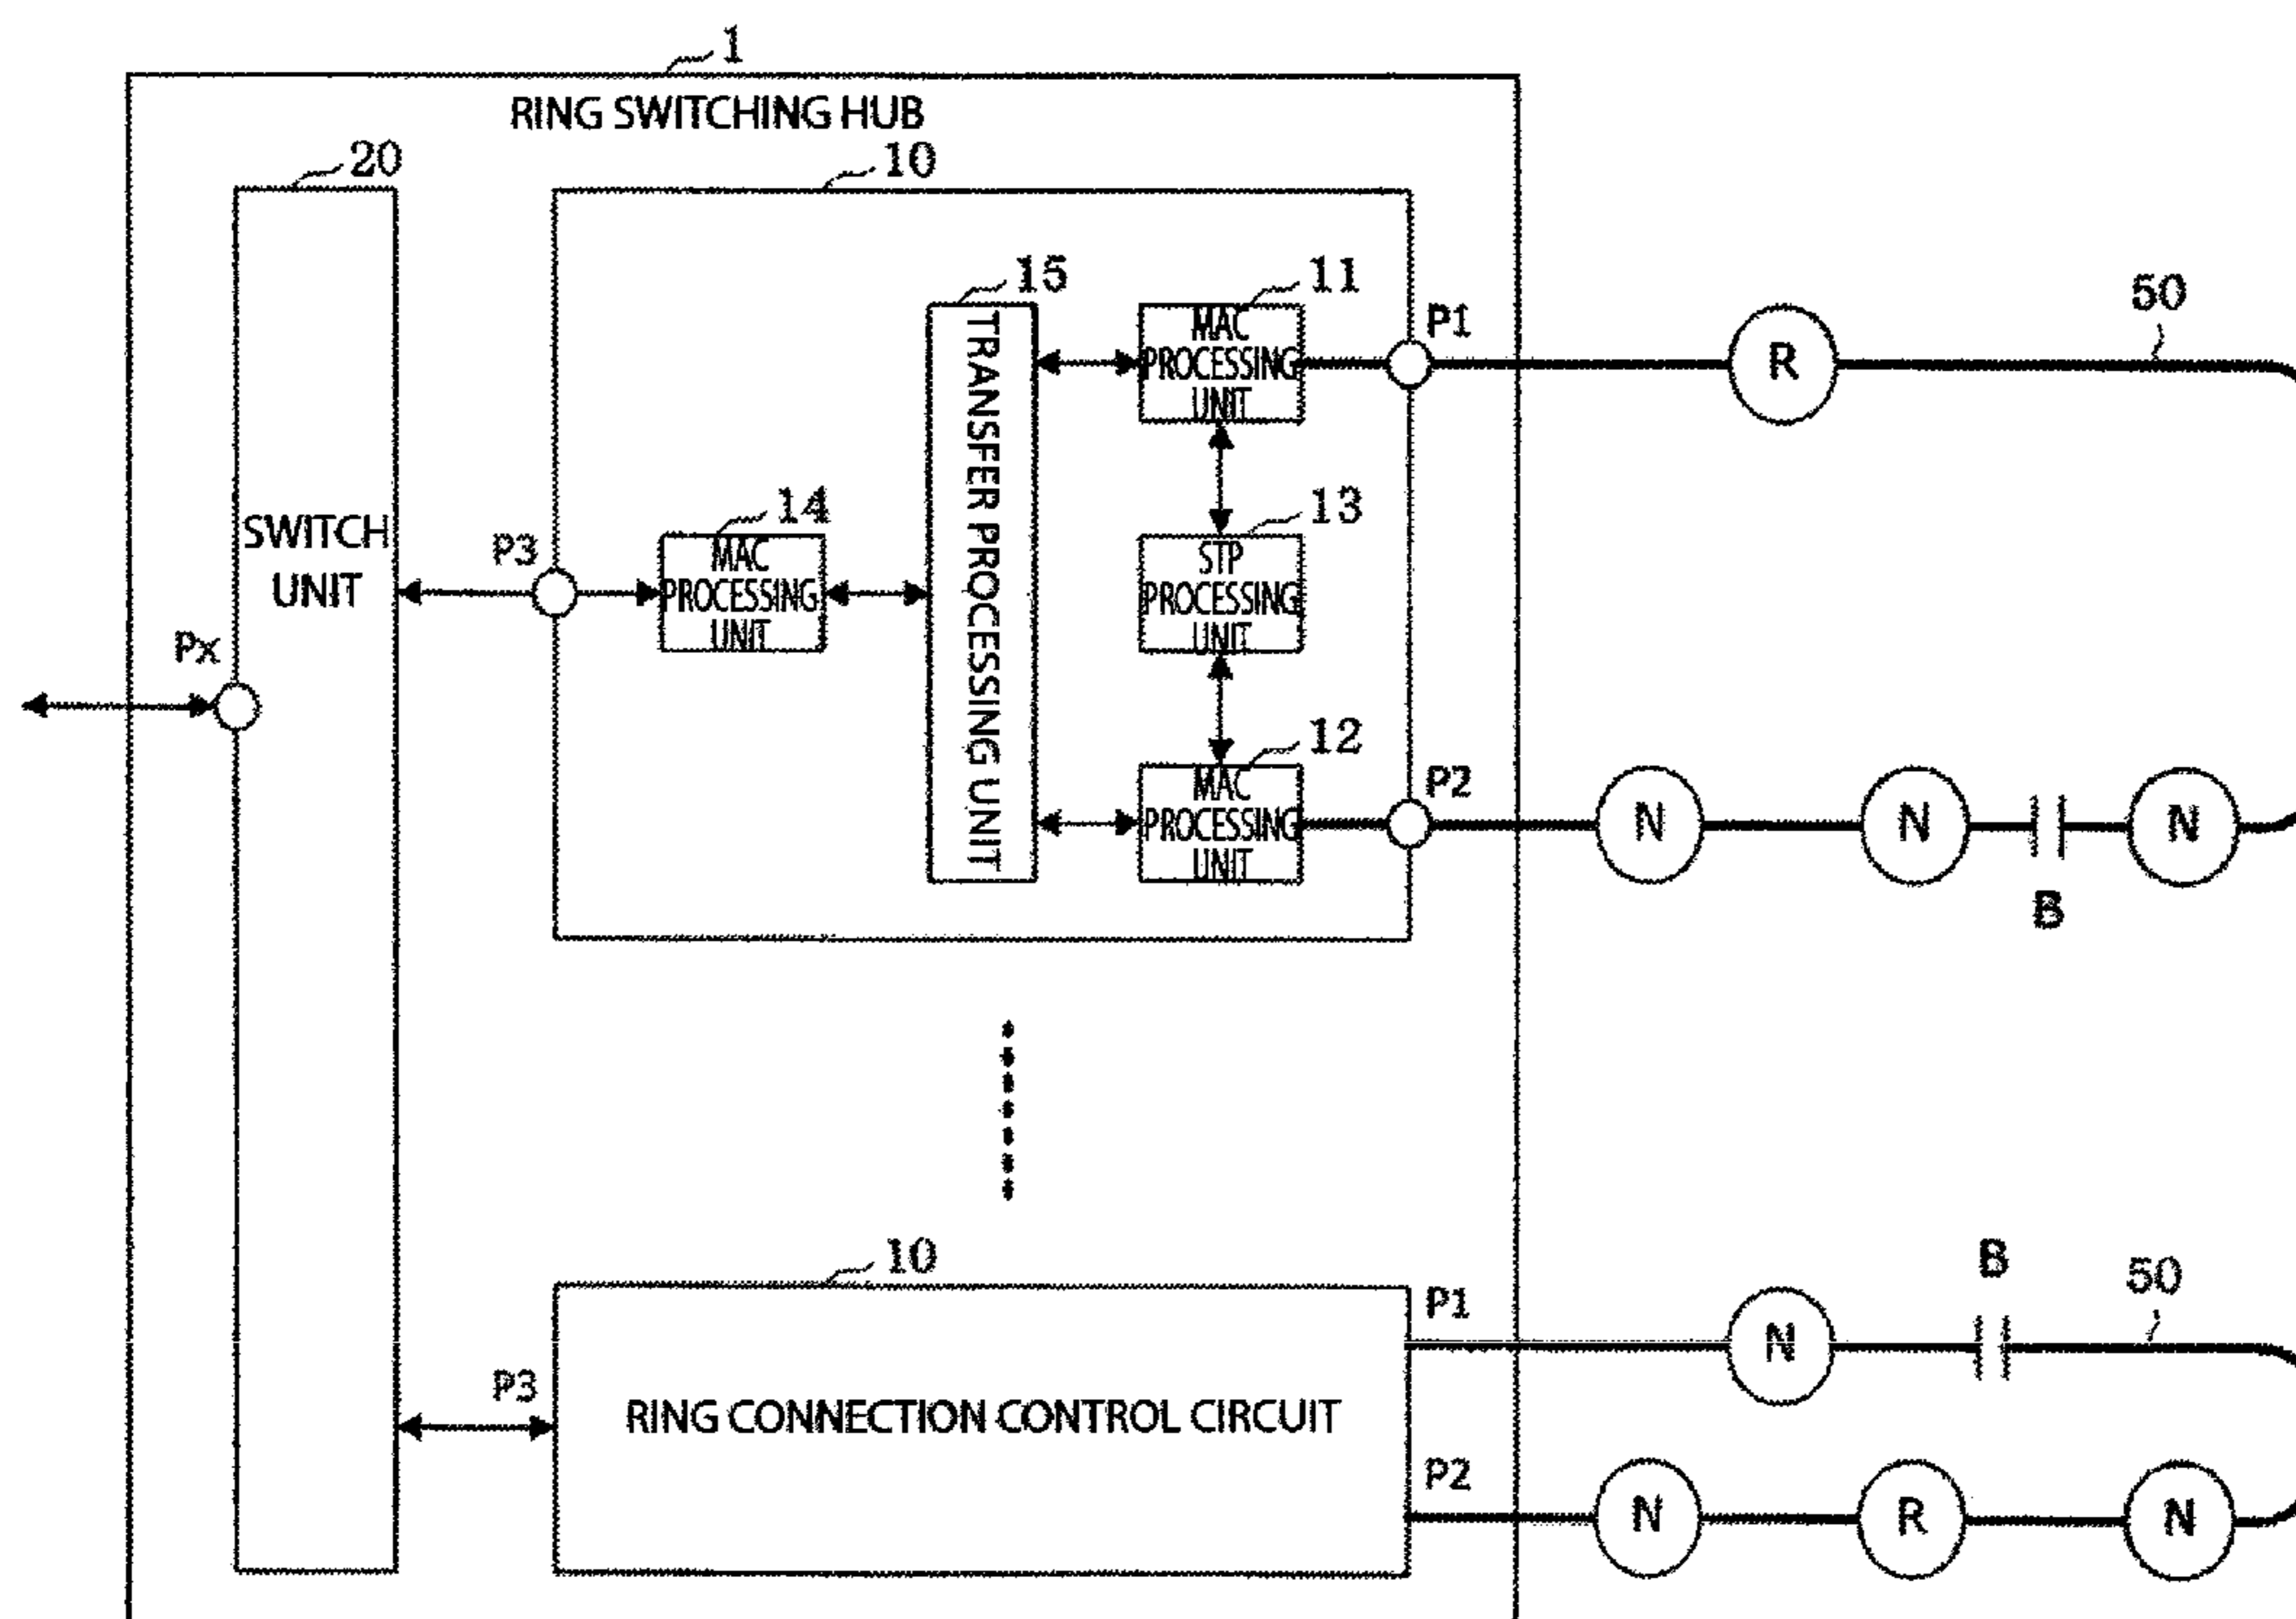 1
RING SWITCHING HUB
20
10
15
11
TRANSFER PROCESSING UNIT
MAC
PROCESSING
UNIT
P1
R
50
14
13
SWITCH
UNIT
P3
MAC
PROCESSING
UNIT
STP
PROCESSING
UNIT
Px
12
MAC
PROCESSING
UNIT
P2
N
N
N
B
10
P1
B
50
N
P3
RING CONNECTION CONTROL CIRCUIT
P2
N
R
N